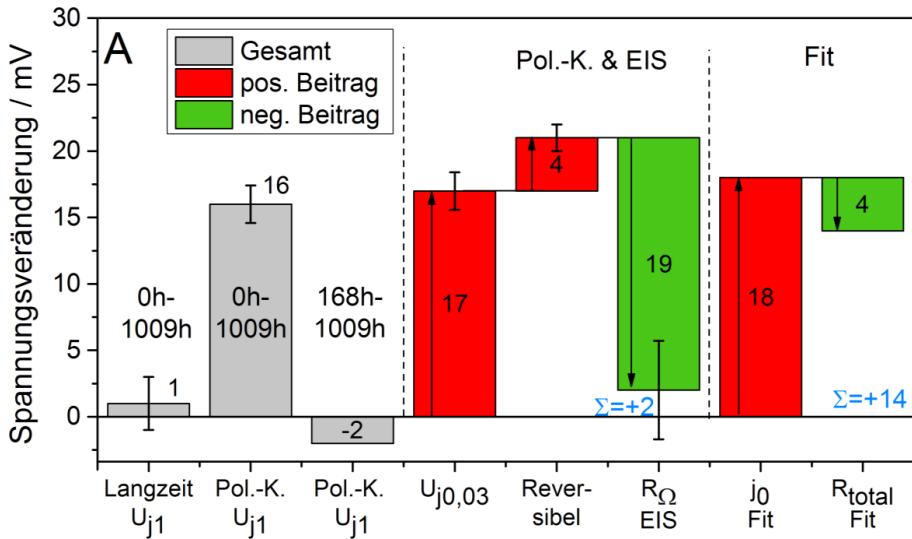 A
Gesamt
pos. Beitrag
neg. Beitrag
Pol.-K. & EIS
Fit
Spannungsveränderung / mV
30
25
20
15
10
5
0
1
16
-2
17
4
19
18
4
0h-
1009h
0h-
1009h
168h-
1009h
Σ=+2
Σ=+14
Langzeit
Uj1
Pol.-K.
Uj1
Pol.-K.
Uj1
Uj0,03
Rever-
sibel
RΩ
EIS
j0
Fit
Rtotal
Fit